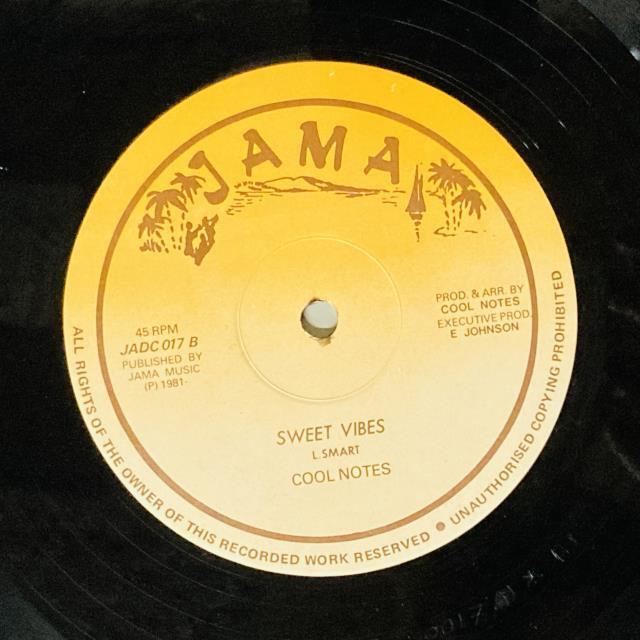 JAMA
45 RPM
JADC 017 B
PUBLISHED BY
JAMA MUSIC
(P) 1981·
PROD. & ARR. BY
COOL NOTES
EXECUTIVE PROD.
E JOHNSON
SWEET VIBES
L. SMART
COOL NOTES
ALL RIGHTS OF THE OWNER OF THIS RECORDED WORK RESERVED ● UNAUTHORISED COPYING PROHIBITED